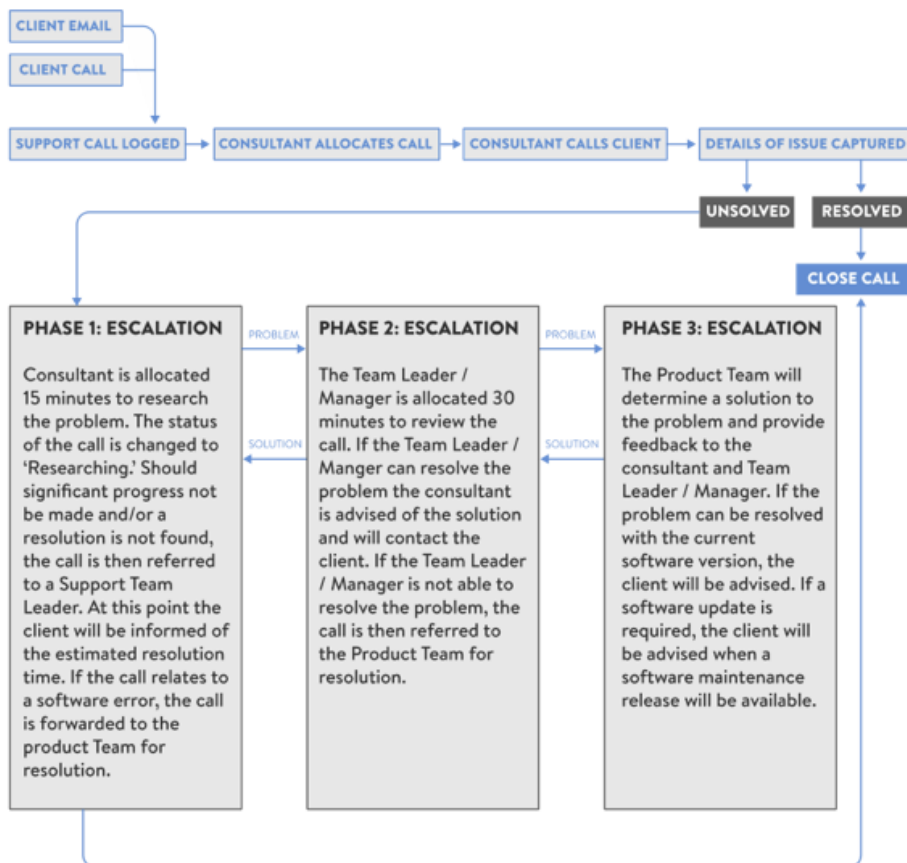 CLIENT EMAIL
CLIENT CALL
SUPPORT CALL LOGGED
CONSULTANT ALLOCATES CALL
CONSULTANT CALLS CLIENT
DETAILS OF ISSUE CAPTURED
UNSOLVED
RESOLVED
CLOSE CALL
PHASE 1: ESCALATION
Consultant is allocated
15 minutes to research
the problem. The status
of the call is changed to
‘Researching.’ Should
significant progress not
be made and/or a
resolution is not found,
the call is then referred
to a Support Team
Leader. At this point the
client will be informed of
the estimated resolution
time. If the call relates to
a software error, the call
is forwarded to the
product Team for
resolution.
PROBLEM
SOLUTION
PHASE 2: ESCALATION
The Team Leader /
Manager is allocated 30
minutes to review the
call. If the Team Leader /
Manger can resolve the
problem the consultant
is advised of the solution
and will contact the
client. If the Team Leader
/ Manager is not able to
resolve the problem, the
call is then referred to
the Product Team for
resolution.
PROBLEM
SOLUTION
PHASE 3: ESCALATION
The Product Team will
determine a solution to
the problem and provide
feedback to the
consultant and Team
Leader / Manager. If the
problem can be resolved
with the current
software version, the
client will be advised. If a
software update is
required, the client will
be advised when a
software maintenance
release will be available.